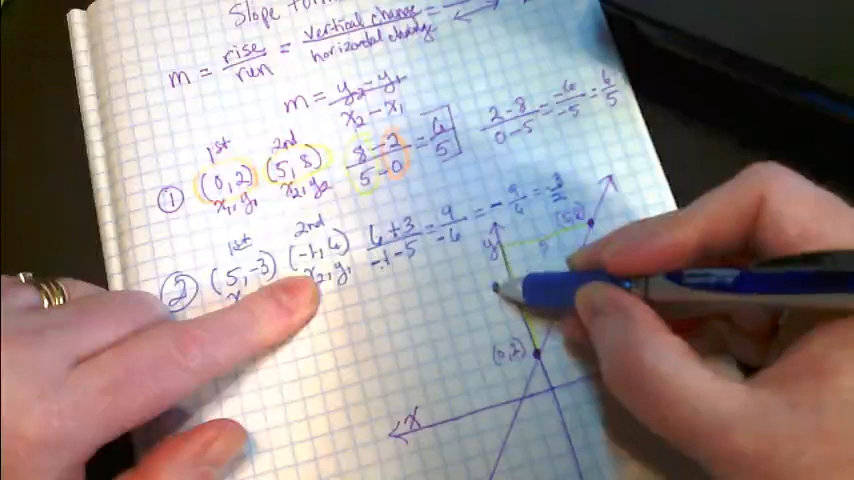 Slope
m = rise/run = vertical change/horizontal change =
m = y2 - y1/x2 - x1
1st 2nd
① (0,2) (5,8) 8-2/5-0 = 6/5 2-8/0-5 = -6/-5 = 6/5
x1, y1 x2, y2
1st 2nd
② (5,-3) (-1,6) 6+3/-1-5 = 9/-6 = -9/6 = -3/2
x2, y1
y
5
(0,2)
x